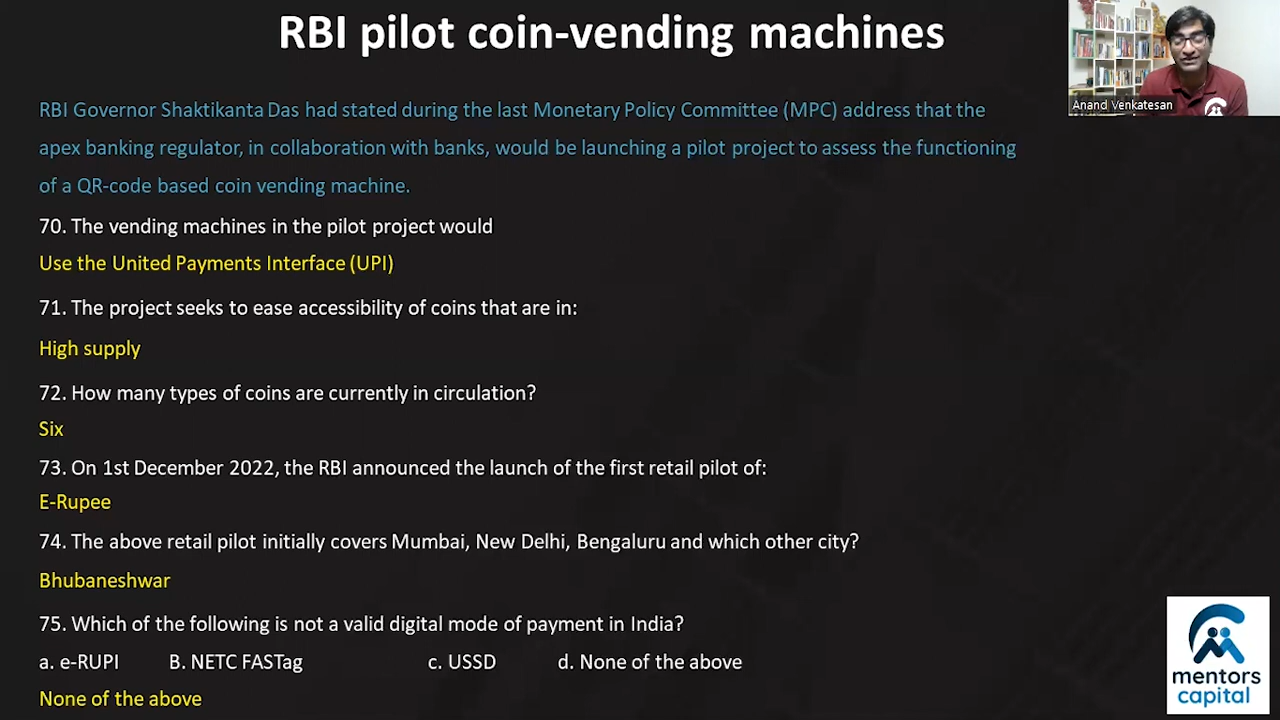 RBI pilot coin-vending machines
Anand Venkatesan
RBI Governor Shaktikanta Das had stated during the last Monetary Policy Committee (MPC) address that the
apex banking regulator, in collaboration with banks, would be launching a pilot project to assess the functioning
of a QR-code based coin vending machine.
70. The vending machines in the pilot project would
Use the United Payments Interface (UPI)
71. The project seeks to ease accessibility of coins that are in:
High supply
72. How many types of coins are currently in circulation?
Six
73. On 1st December 2022, the RBI announced the launch of the first retail pilot of:
E-Rupee
74. The above retail pilot initially covers Mumbai, New Delhi, Bengaluru and which other city?
Bhubaneshwar
75. Which of the following is not a valid digital mode of payment in India?
a. e-RUPI B. NETC FASTag c. USSD d. None of the above
None of the above
mentors
capital